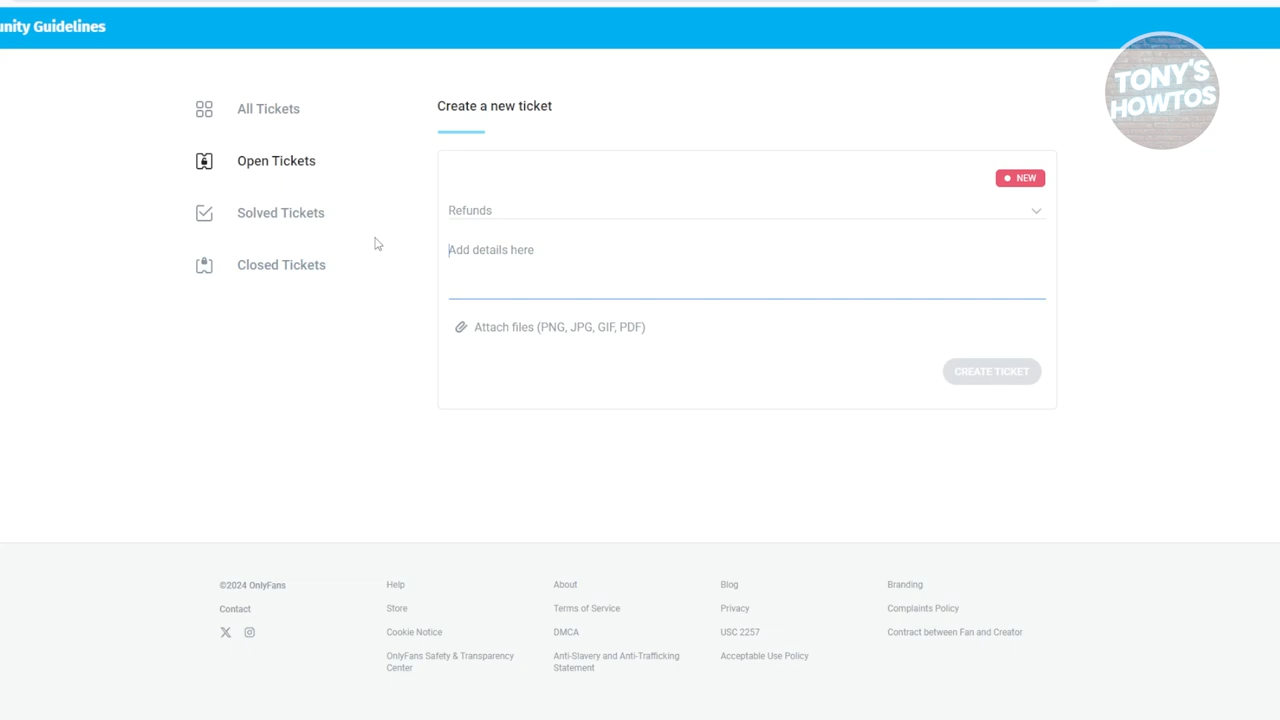 unity Guidelines
TONY'S
HOWTOS
All Tickets
Open Tickets
Solved Tickets
Closed Tickets
Create a new ticket
NEW
Refunds
Add details here
Attach files (PNG, JPG, GIF, PDF)
CREATE TICKET
©2024 OnlyFans
Contact
Help
Store
Cookie Notice
OnlyFans Safety & Transparency
Center
About
Terms of Service
DMCA
Anti-Slavery and Anti-Trafficking
Statement
Blog
Privacy
USC 2257
Acceptable Use Policy
Branding
Complaints Policy
Contract between Fan and Creator